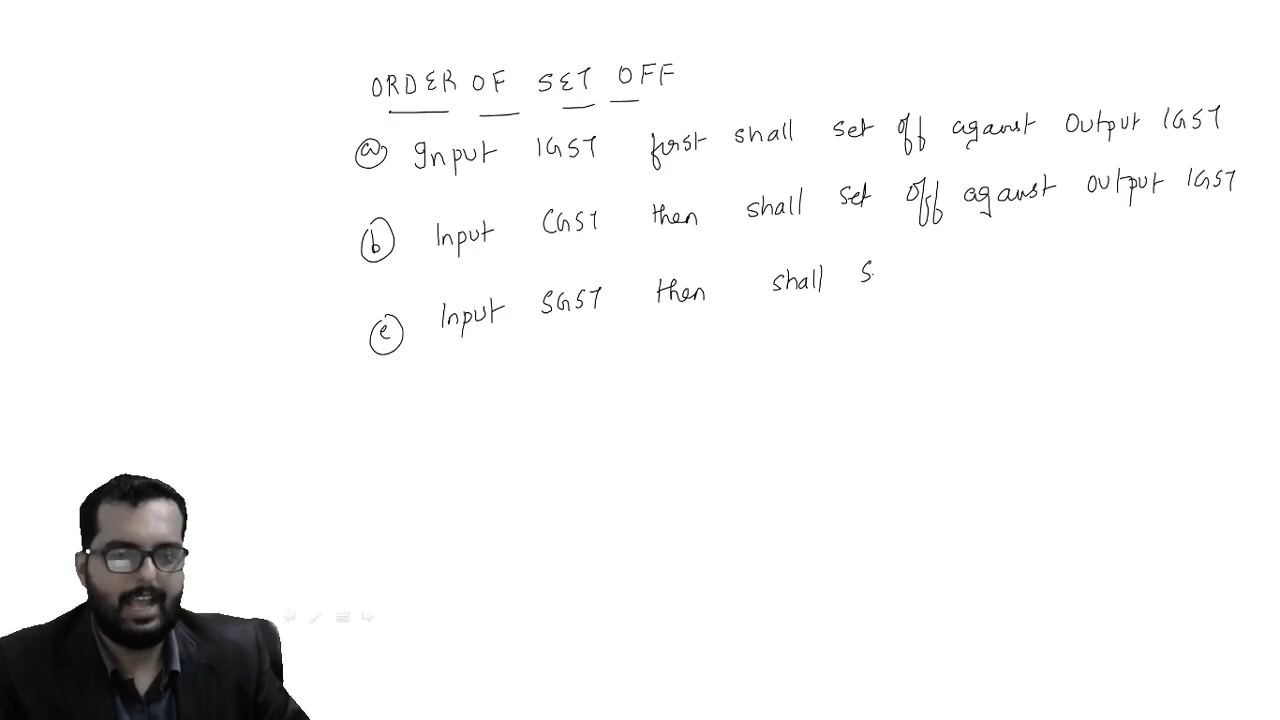 ORDER OF SET OFF
(a) Input IGST first shall set off against Output IGST
(b) Input CGST then shall set off against output IGST
(c) Input SGST then shall s